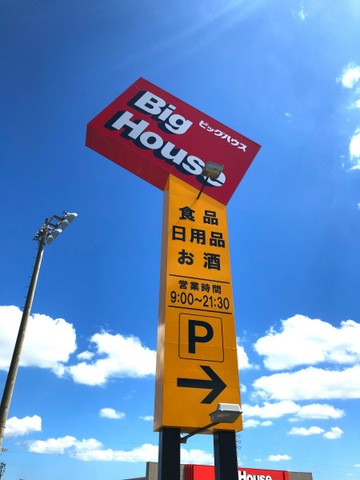 Big
House
ビッグハウス
食品
日用品
お酒
営業時間
9:00~21:30
P
House